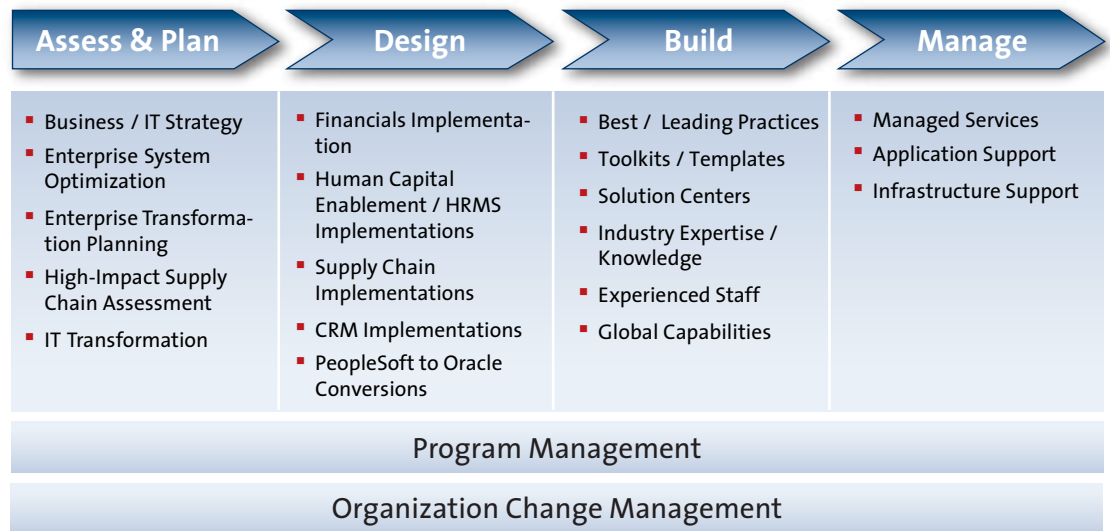 Assess & Plan
Design
Build
Manage
Business / IT Strategy
Enterprise System
Optimization
Enterprise Transforma-
tion Planning
High-Impact Supply
Chain Assessment
IT Transformation
Financials Implementa-
tion
Human Capital
Enablement / HRMS
Implementations
Supply Chain
Implementations
CRM Implementations
PeopleSoft to Oracle
Conversions
Best / Leading Practices
Toolkits / Templates
Solution Centers
Industry Expertise /
Knowledge
Experienced Staff
Global Capabilities
Managed Services
Application Support
Infrastructure Support
Program Management
Organization Change Management